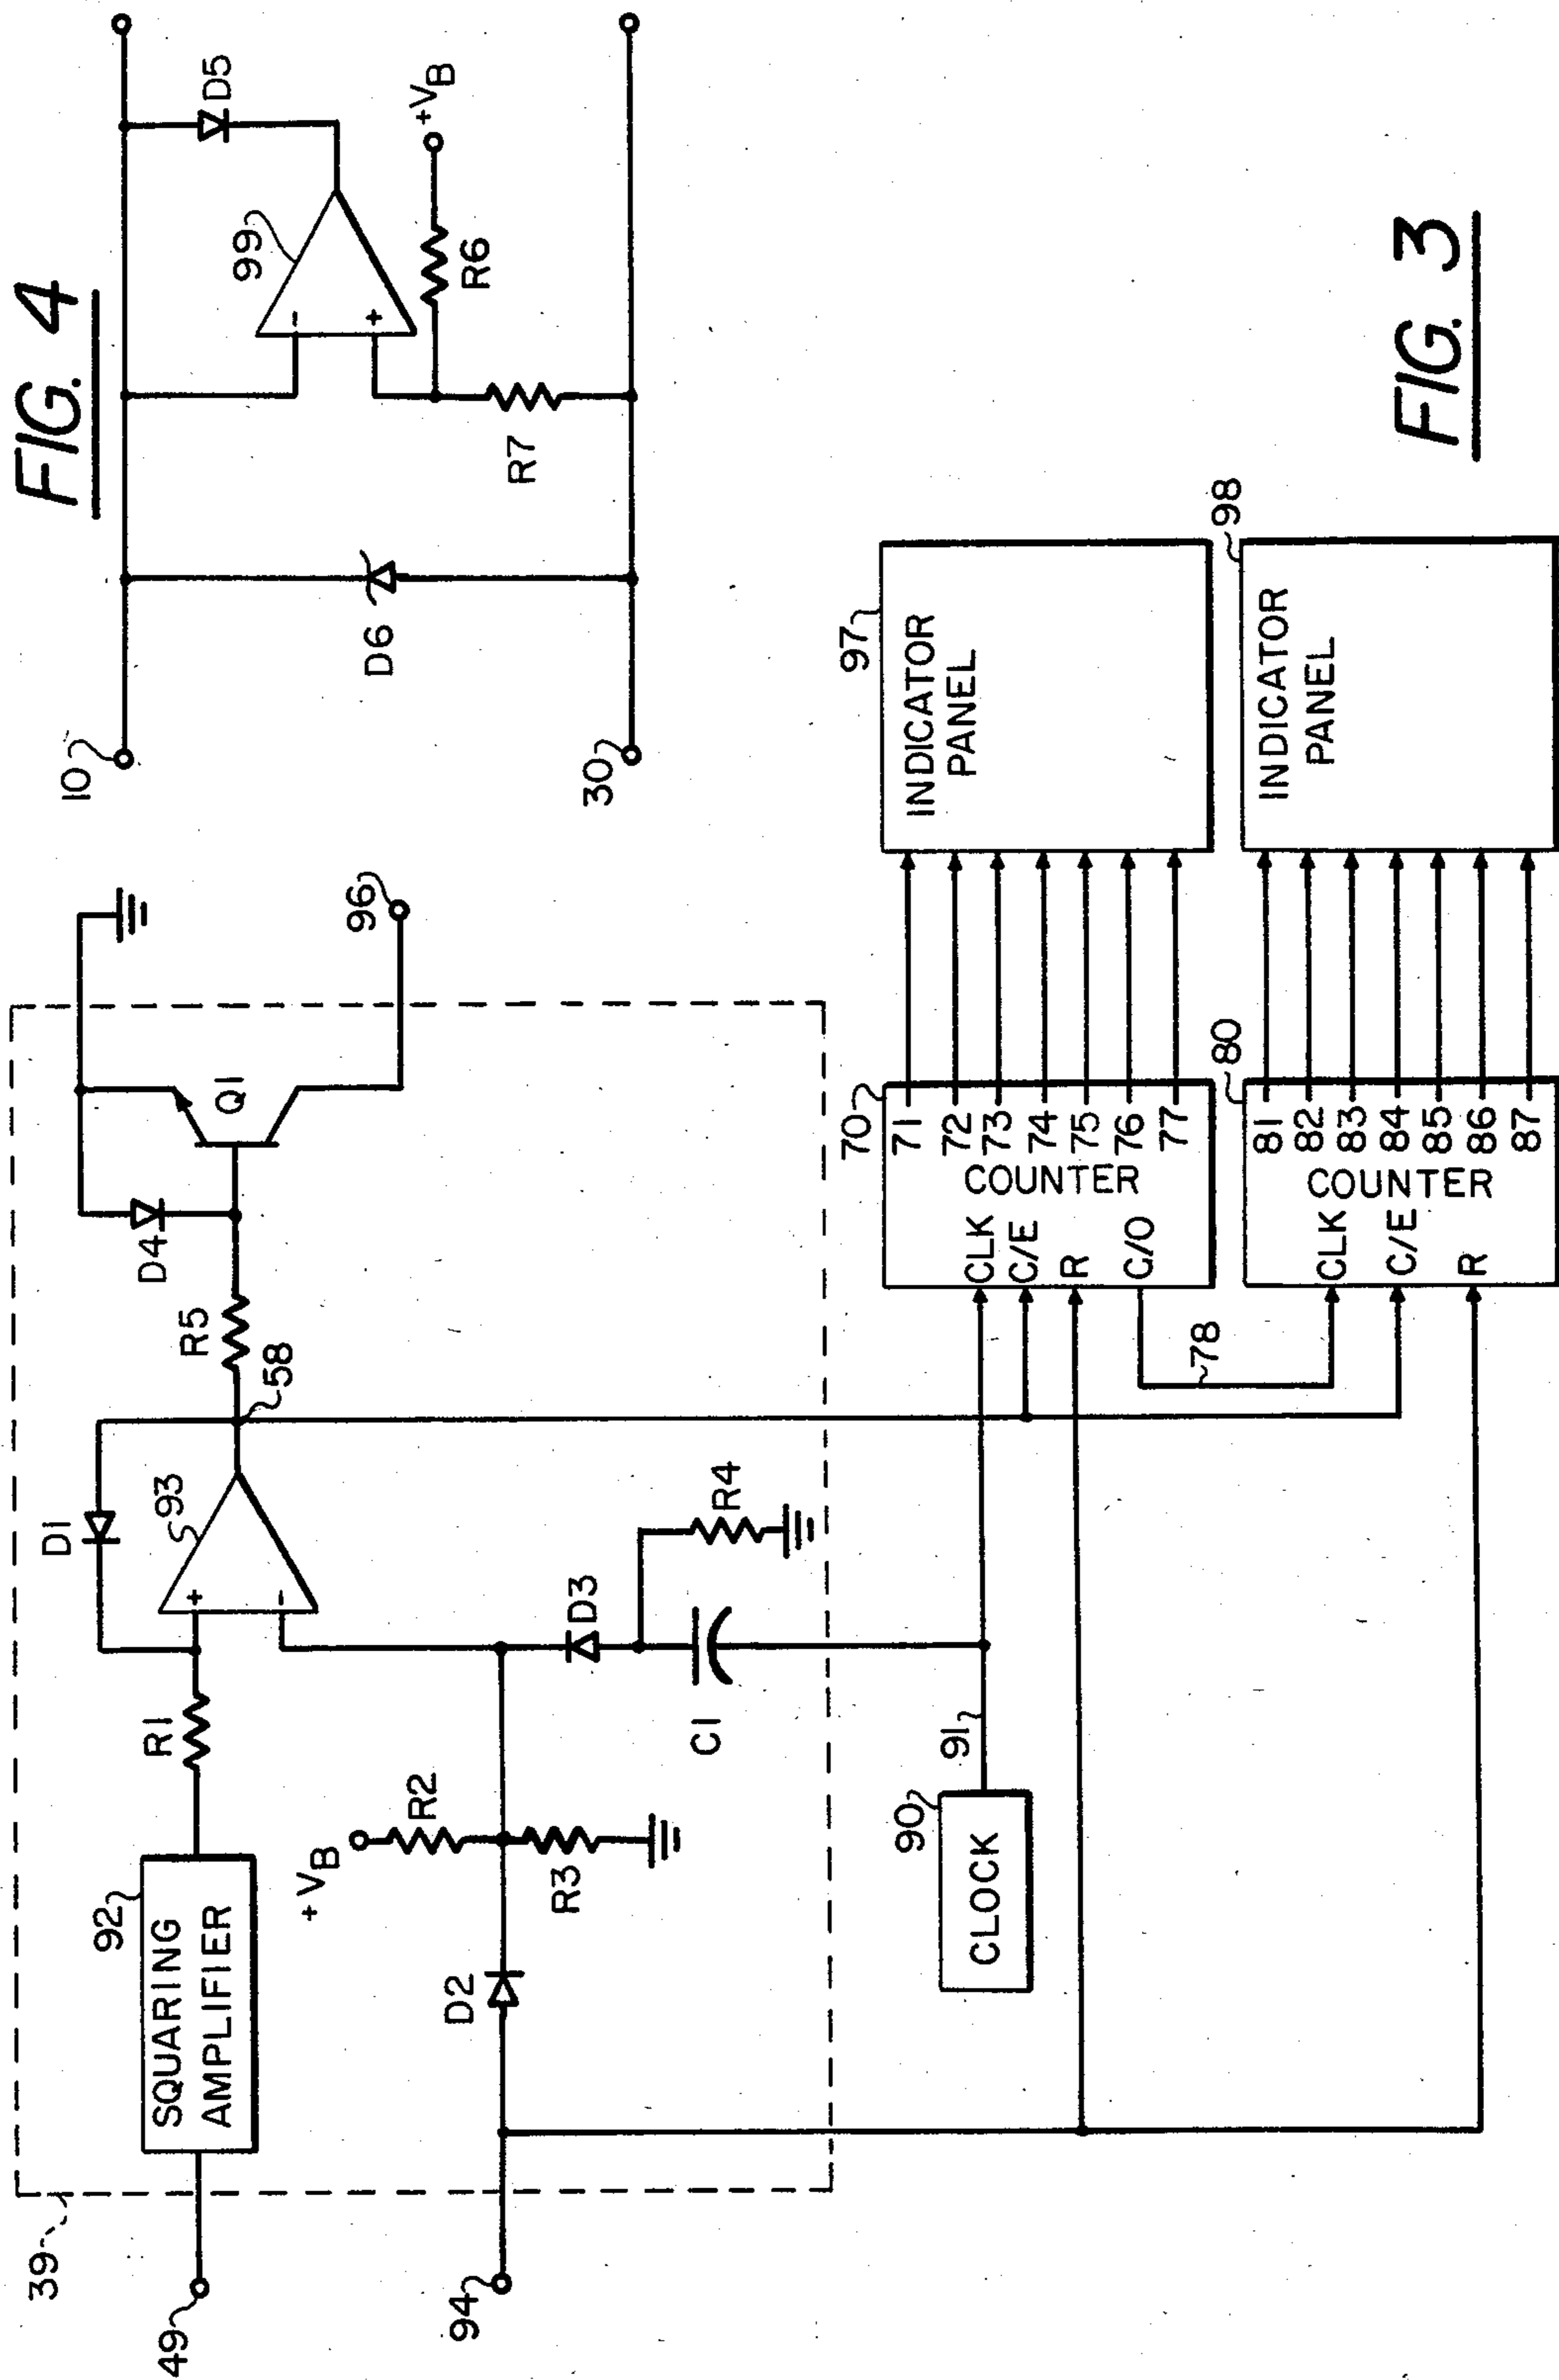 FIG. 4
10
30
D6
R7
R6
+VB
99
-
+
D5
FIG. 3
39
49
94
92
SQUARING
AMPLIFIER
R1
D1
93
+
-
+VB
R2
R3
D2
D3
C1
R4
58
R5
D4
Q1
96
90
CLOCK
91
78
70
CLK
C/E
R
C/O
COUNTER
71
72
73
74
75
76
77
97
INDICATOR
PANEL
80
CLK
C/E
R
COUNTER
81
82
83
84
85
86
87
98
INDICATOR
PANEL